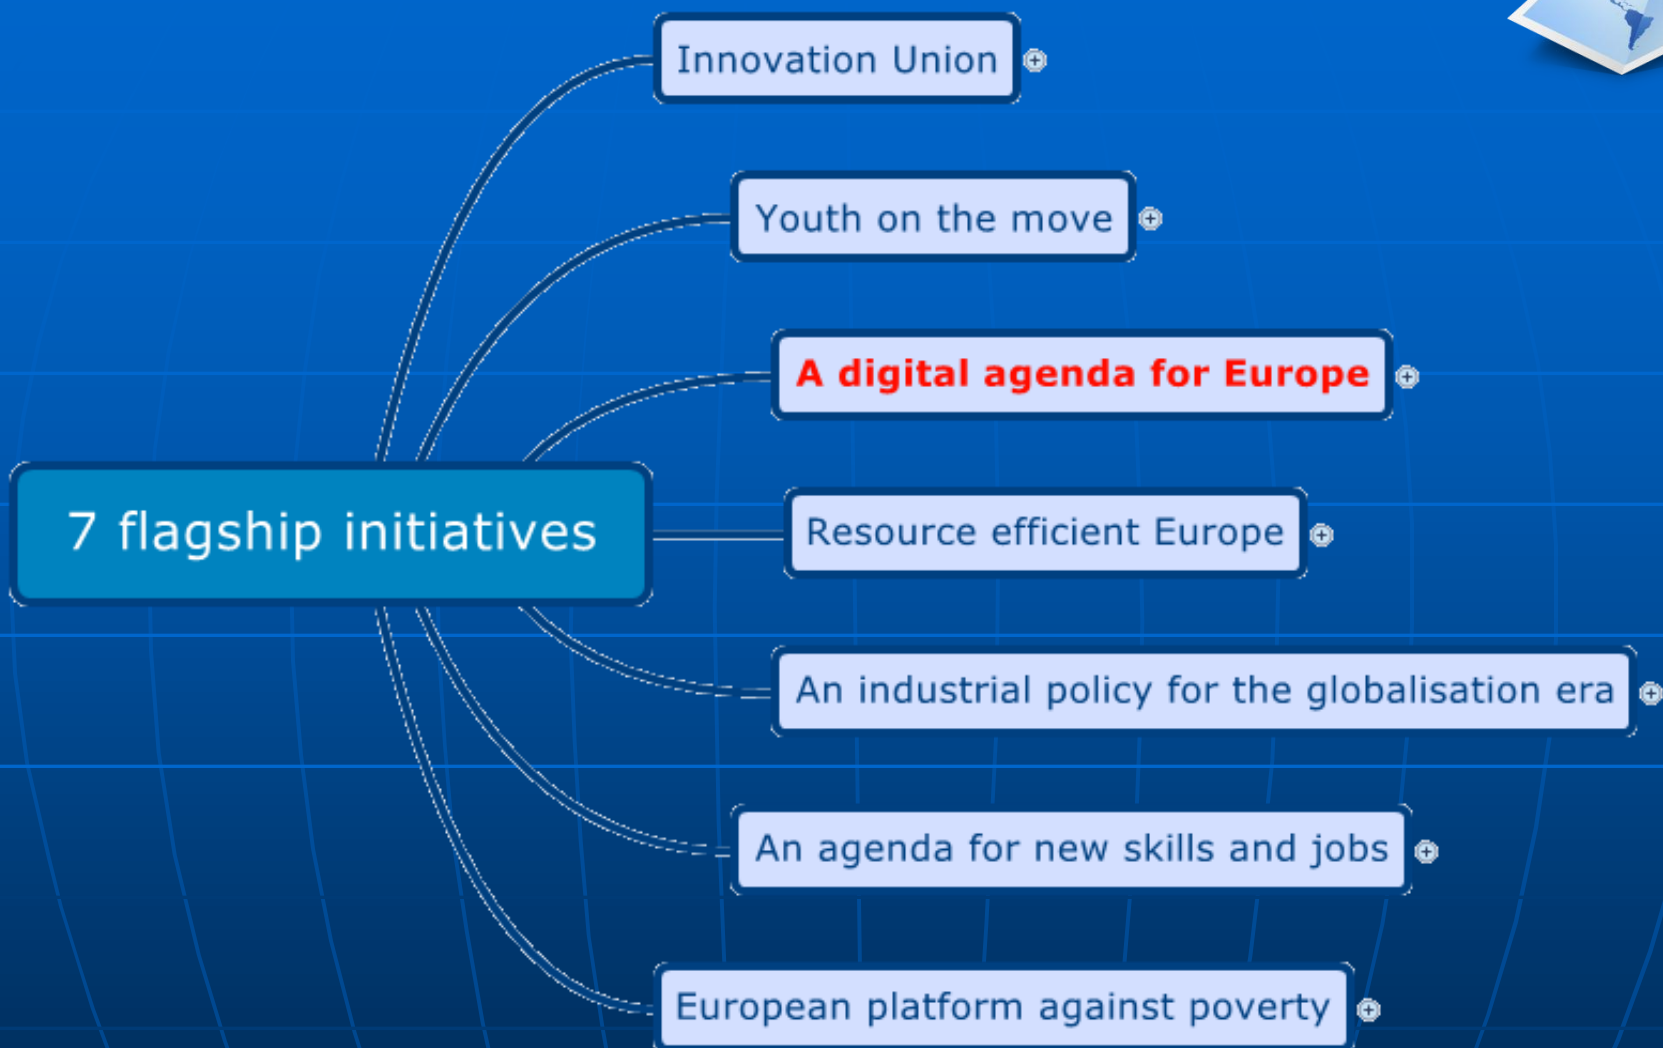 Innovation Union
Youth on the move
A digital agenda for Europe
7 flagship initiatives
Resource efficient Europe
An industrial policy for the globalisation era
An agenda for new skills and jobs
European platform against poverty